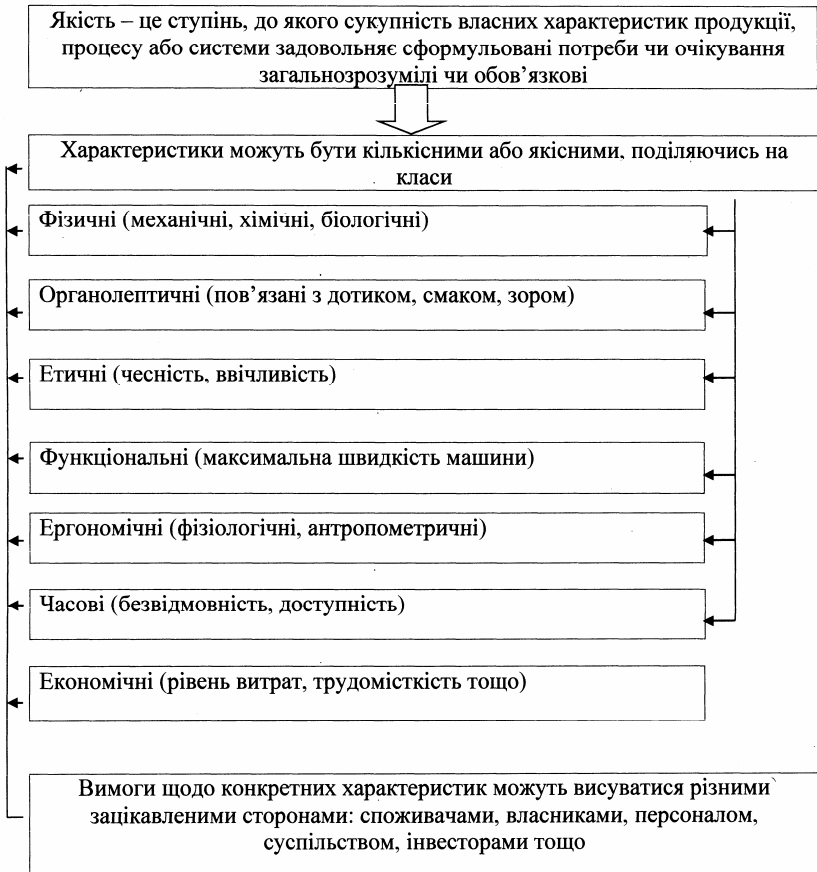 Якість – це ступінь, до якого сукупність власних характеристик продукції,
процесу або системи задовольняє сформульовані потреби чи очікування
загальнозрозумілі чи обов’язкові
Характеристики можуть бути кількісними або якісними, поділяючись на
класи
Фізичні (механічні, хімічні, біологічні)
Органолептичні (пов’язані з дотиком, смаком, зором)
Етичні (чесність, ввічливість)
Функціональні (максимальна швидкість машини)
Ергономічні (фізіологічні, антропометричні)
Часові (безвідмовність, доступність)
Економічні (рівень витрат, трудомісткість тощо)
Вимоги щодо конкретних характеристик можуть висуватися різними
зацікавленими сторонами: споживачами, власниками, персоналом,
суспільством, інвесторами тощо